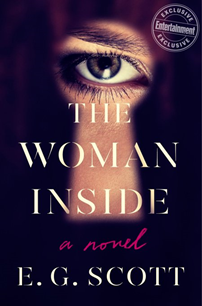 EXCLUSIVE
Entertainment
EXCLUSIVE
THE
WOMAN
INSIDE
a novel
E. G. SCOTT